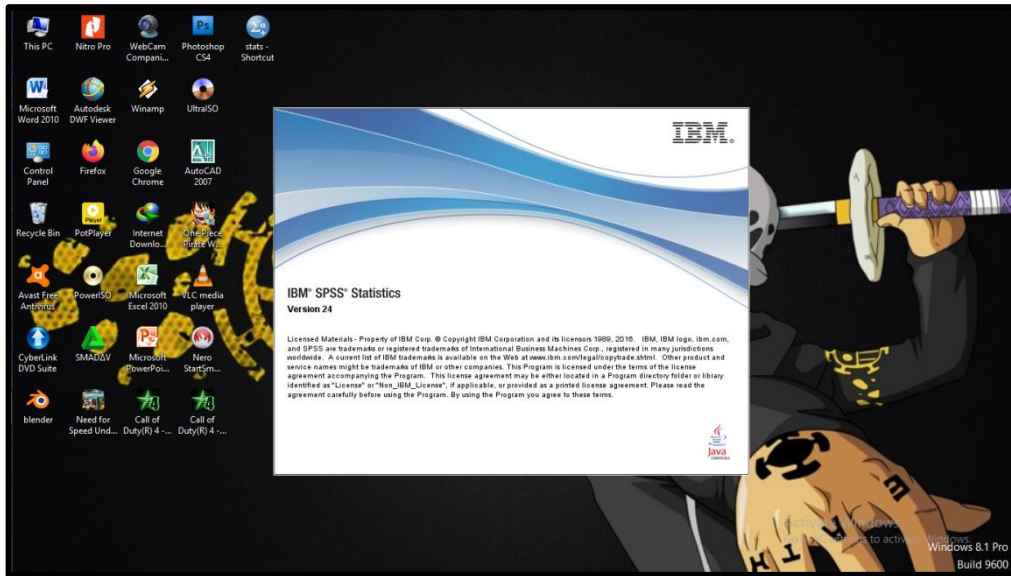 This PC
Nitro Pro
WebCam
Compani...
Ps
Photoshop
CS4
stats -
Shortcut
Microsoft
Word 2010
Autodesk
DWF Viewer
Winamp
UltraISO
Control
Panel
Firefox
Google
Chrome
AutoCAD
2007
Recycle Bin
Player
PotPlayer
Internet
Downlo...
One Piece
Pirate W...
Avast Free
Antivirus
PowerISO
Microsoft
Excel 2010
VLC media
player
CyberLink
DVD Suite
SMADΔV
Microsoft
PowerPoi...
Nero
StartSm...
blender
Need for
Speed Und...
Call of
Duty(R) 4 -...
Call of
Duty(R) 4 -...
IBM®
IBM® SPSS® Statistics
Version 24
Licensed Materials - Property of IBM Corp. © Copyright IBM Corporation and its licensors 1989, 2016. IBM, IBM logo, ibm.com,
and SPSS are trademarks or registered trademarks of International Business Machines Corp., registered in many jurisdictions
worldwide. A current list of IBM trademarks is available on the Web at www.ibm.com/legal/copytrade.shtml. Other product and
service names might be trademarks of IBM or other companies. This Program is licensed under the terms of the license
agreement accompanying the Program. This license agreement may be either located in a Program directory folder or library
identified as "License" or "Non_IBM_License", if applicable, or provided as a printed license agreement. Please read the
agreement carefully before using the Program. By using the Program you agree to these terms.
Java
COMPATIBLE
Activate Windows
to activate Windows.
Windows 8.1 Pro
Build 9600